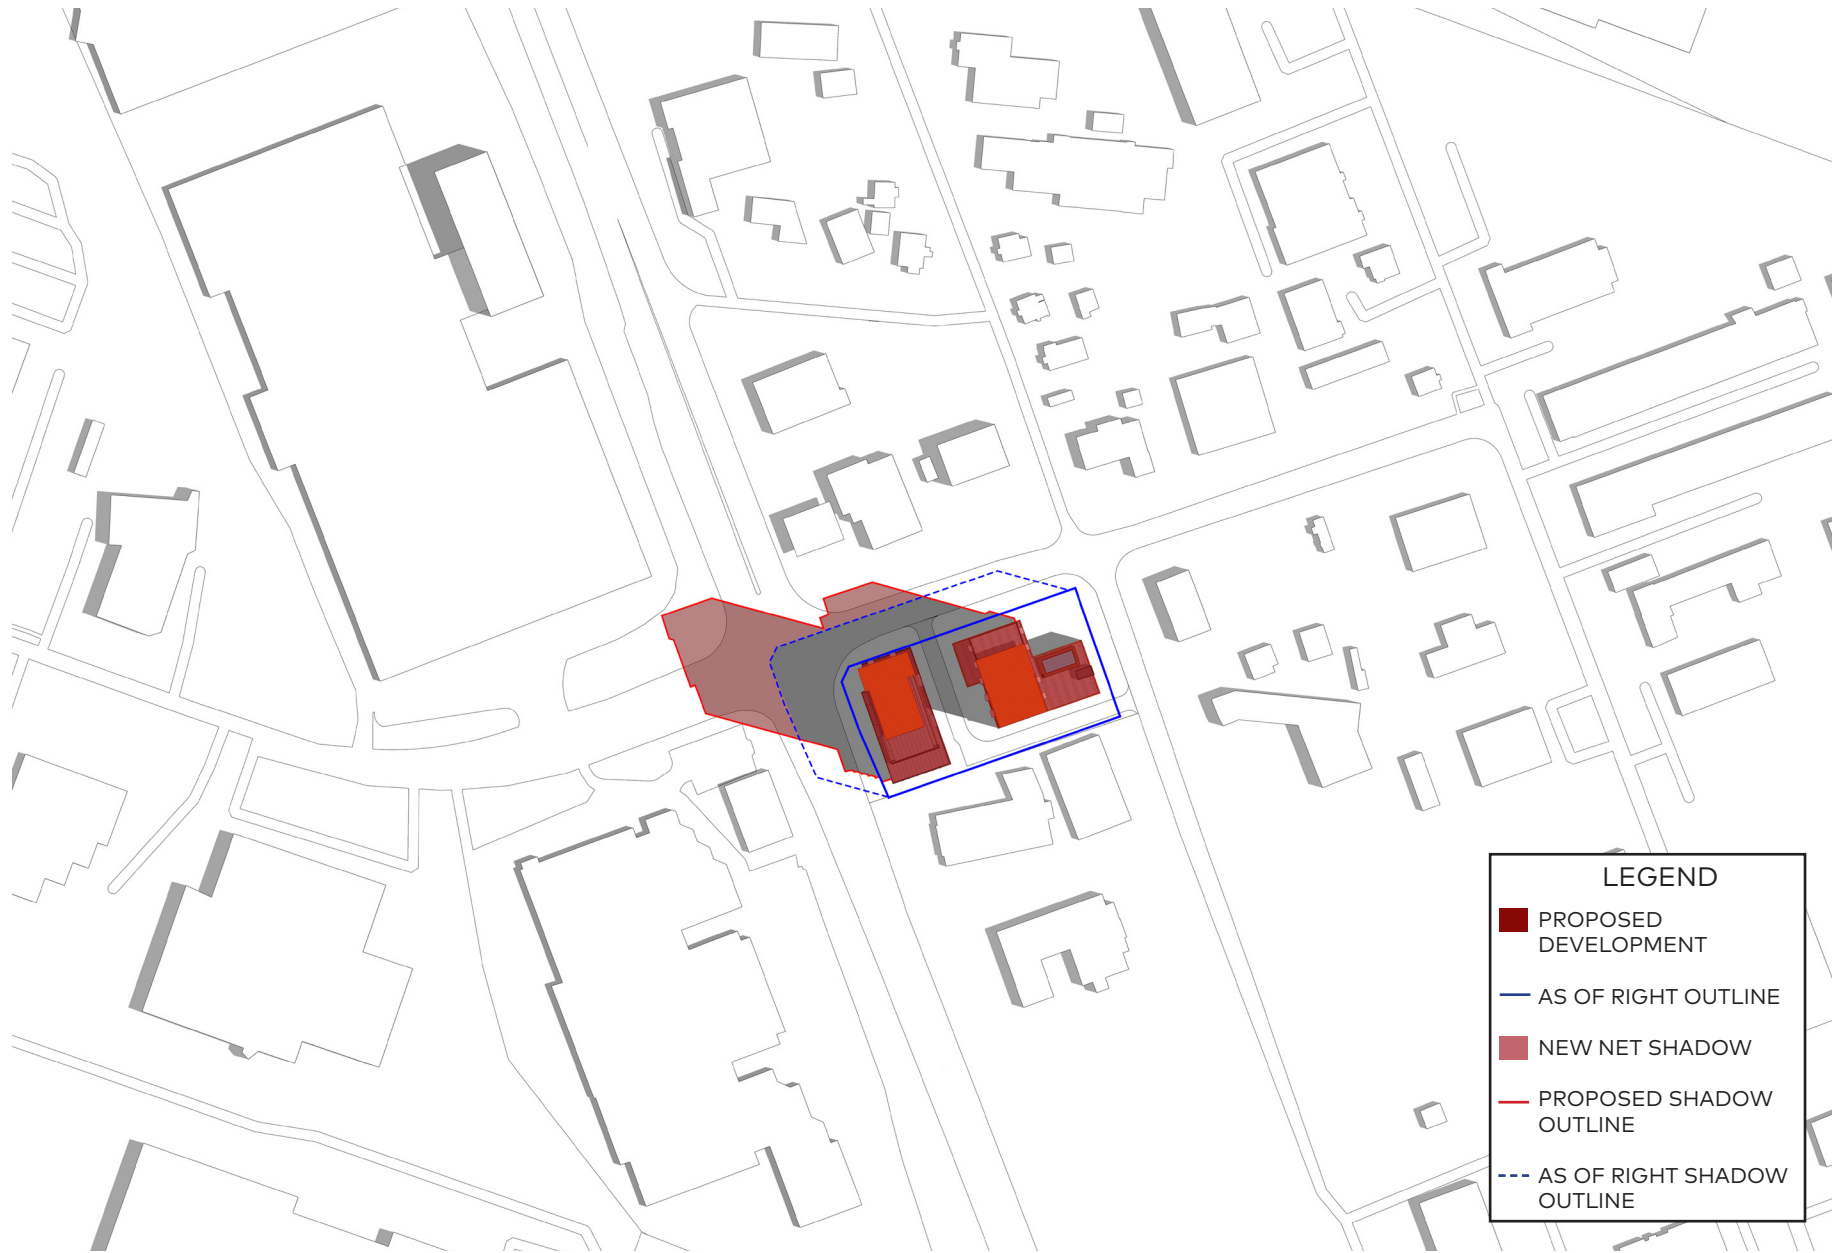 LEGEND
PROPOSED
DEVELOPMENT
AS OF RIGHT OUTLINE
NEW NET SHADOW
PROPOSED SHADOW
OUTLINE
AS OF RIGHT SHADOW
OUTLINE